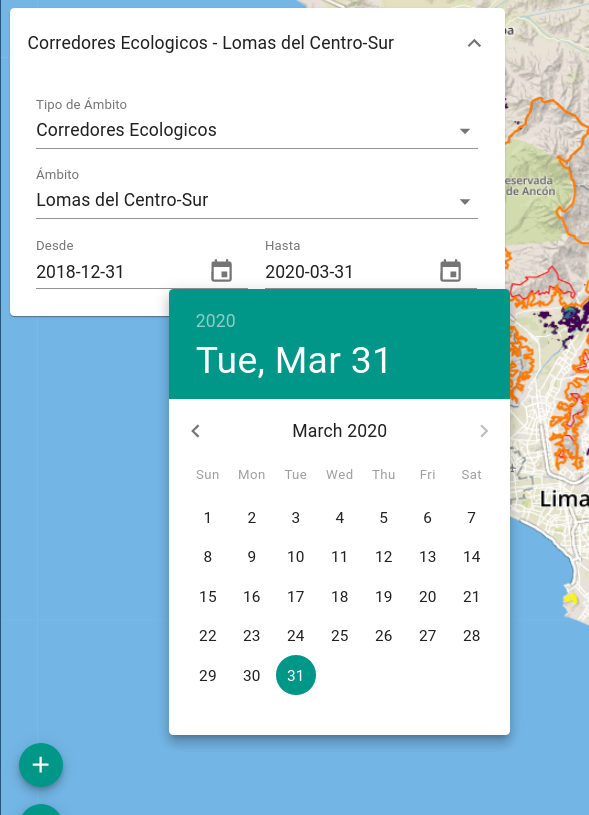 Corredores Ecologicos - Lomas del Centro-Sur
Tipo de Ámbito
Corredores Ecologicos
Ámbito
Lomas del Centro-Sur
Desde Hasta
2018-12-31 2020-03-31
2020
Tue, Mar 31
March 2020
Sun Mon Tue Wed Thu Fri Sat
1 2 3 4 5 6 7
8 9 10 11 12 13 14
15 16 17 18 19 20 21
22 23 24 25 26 27 28
29 30 31
eservada
de Ancón
Lima